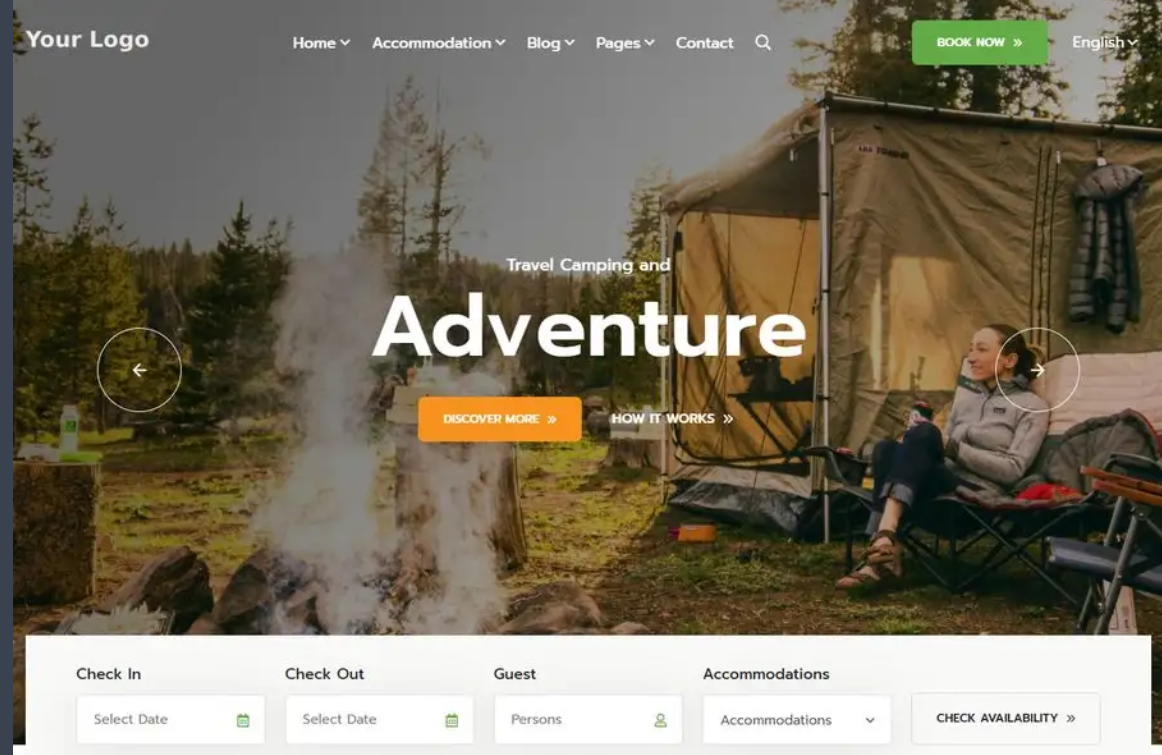 Your Logo
Home Accommodation Blog Pages Contact
BOOK NOW »
English
Travel Camping and
Adventure
DISCOVER MORE »
HOW IT WORKS »
Check In
Check Out
Guest
Accommodations
Select Date
Select Date
Persons
Accommodations
CHECK AVAILABILITY »